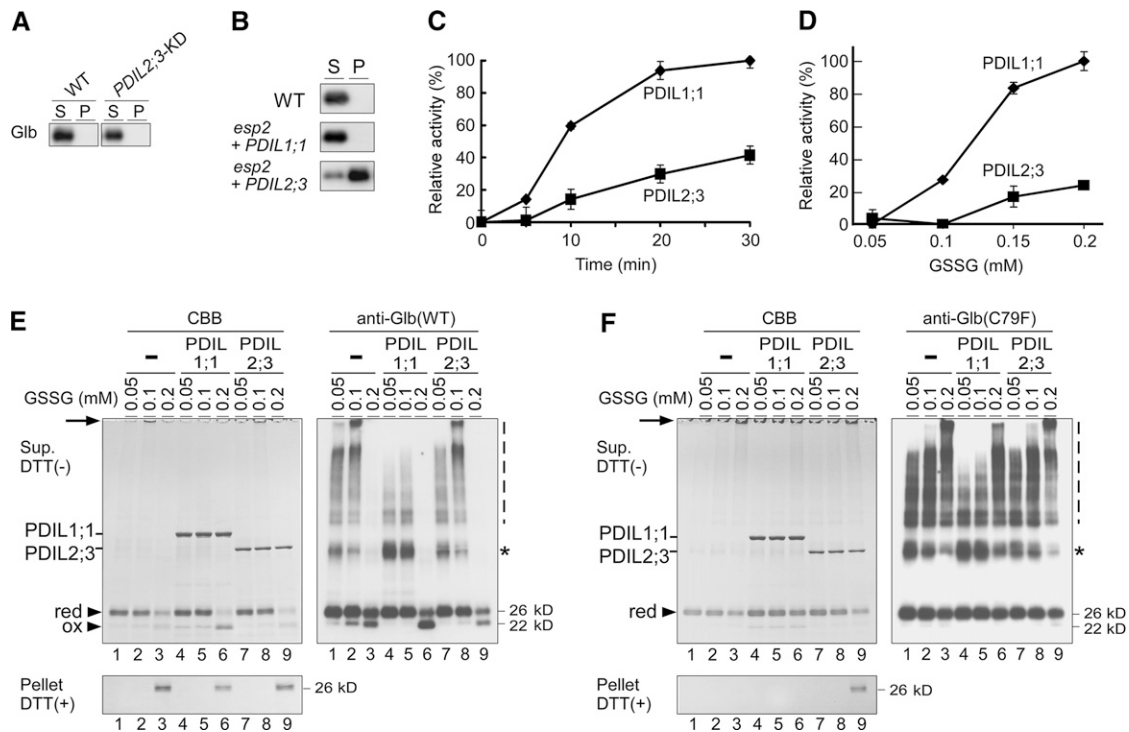 A
WT
PDIL2;3-KD
S P S P
Glb
B
S P
WT
esp2
+ PDIL1;1
esp2
+ PDIL2;3
C
Relative activity (%)
100
80
60
40
20
0
PDIL1;1
PDIL2;3
0 10 20 30
Time (min)
D
Relative activity (%)
100
80
60
40
20
0
PDIL1;1
PDIL2;3
0.05 0.1 0.15 0.2
GSSG (mM)
E
CBB anti-Glb(WT)
- PDIL PDIL - PDIL PDIL
1;1 2;3 1;1 2;3
GSSG (mM) 0.05 0.1 0.2 0.05 0.1 0.2 0.05 0.1 0.2 0.05 0.1 0.2 0.05 0.1 0.2 0.05 0.1 0.2
Sup.
DTT(-)
PDIL1;1
PDIL2;3
*
red
26 kD
ox
22 kD
1 2 3 4 5 6 7 8 9 1 2 3 4 5 6 7 8 9
Pellet
DTT(+)
26 kD
1 2 3 4 5 6 7 8 9
F
CBB anti-Glb(C79F)
- PDIL PDIL - PDIL PDIL
1;1 2;3 1;1 2;3
GSSG (mM) 0.05 0.1 0.2 0.05 0.1 0.2 0.05 0.1 0.2 0.05 0.1 0.2 0.05 0.1 0.2 0.05 0.1 0.2
Sup.
DTT(-)
PDIL1;1
PDIL2;3
*
red
26 kD
22 kD
1 2 3 4 5 6 7 8 9 1 2 3 4 5 6 7 8 9
Pellet
DTT(+)
26 kD
1 2 3 4 5 6 7 8 9